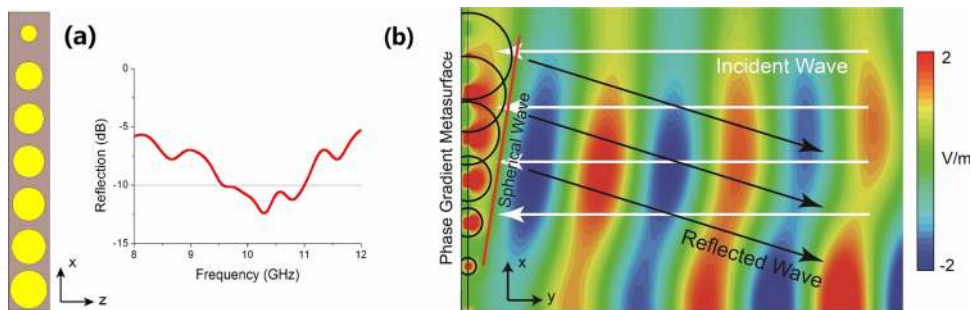 (a)
Reflection (dB)
0
-5
-10
-15
8
9
10
11
12
Frequency (GHz)
x
z
(b)
Phase Gradient Metasurface
Spherical Wave
Incident Wave
Reflected Wave
x
y
2
V/m
-2